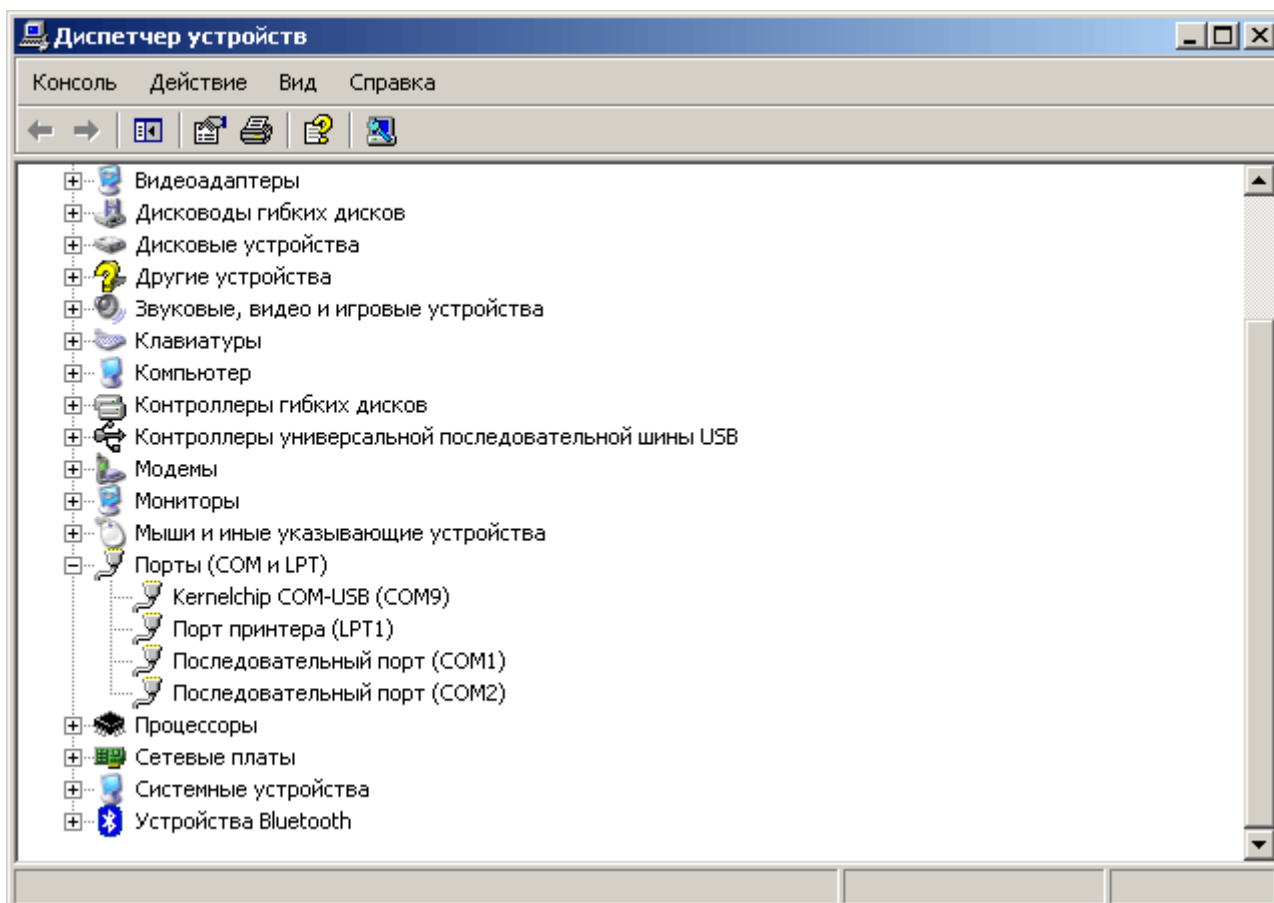 Диспетчер устройств
Консоль Действие Вид Справка
Видеоадаптеры
Дисководы гибких дисков
Дисковые устройства
Другие устройства
Звуковые, видео и игровые устройства
Клавиатуры
Компьютер
Контроллеры гибких дисков
Контроллеры универсальной последовательной шины USB
Модемы
Мониторы
Мыши и иные указывающие устройства
Порты (COM и LPT)
Kernelchip COM-USB (COM9)
Порт принтера (LPT1)
Последовательный порт (COM1)
Последовательный порт (COM2)
Процессоры
Сетевые платы
Системные устройства
Устройства Bluetooth